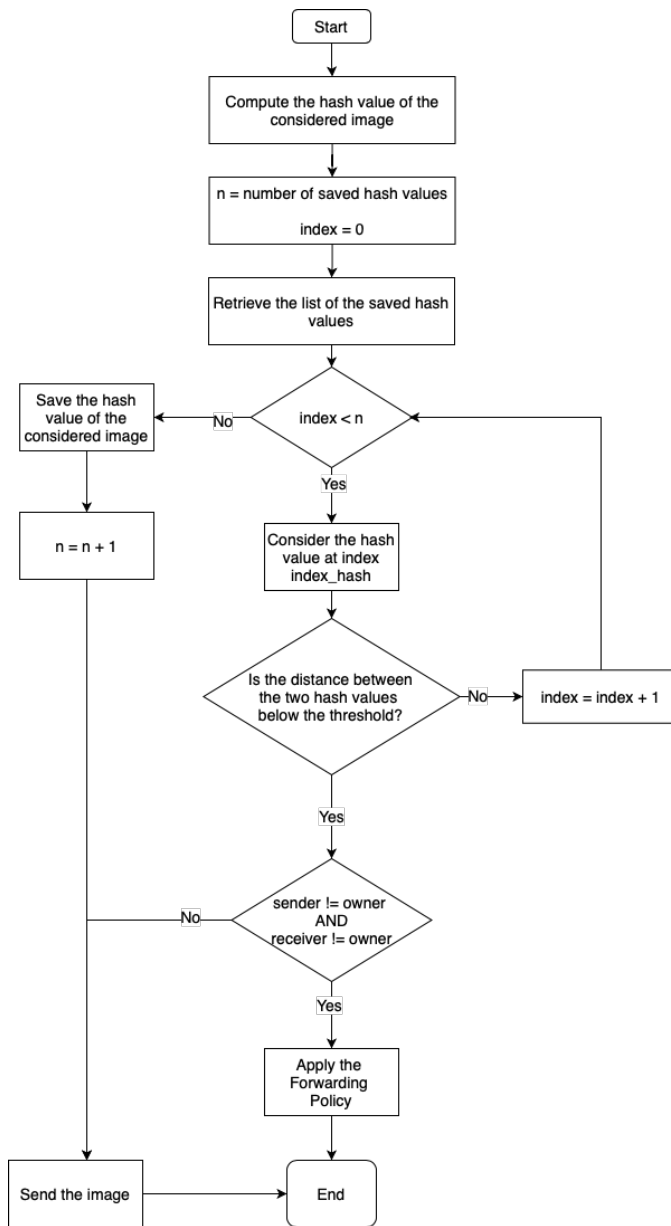 Start
Compute the hash value of the
considered image
n = number of saved hash values
index = 0
Retrieve the list of the saved hash
values
Save the hash
value of the
considered image
No
index < n
Yes
n = n + 1
Consider the hash
value at index
index_hash
Is the distance between
the two hash values
below the threshold?
No
index = index + 1
Yes
sender != owner
AND
receiver != owner
No
Yes
Apply the
Forwarding
Policy
Send the image
End